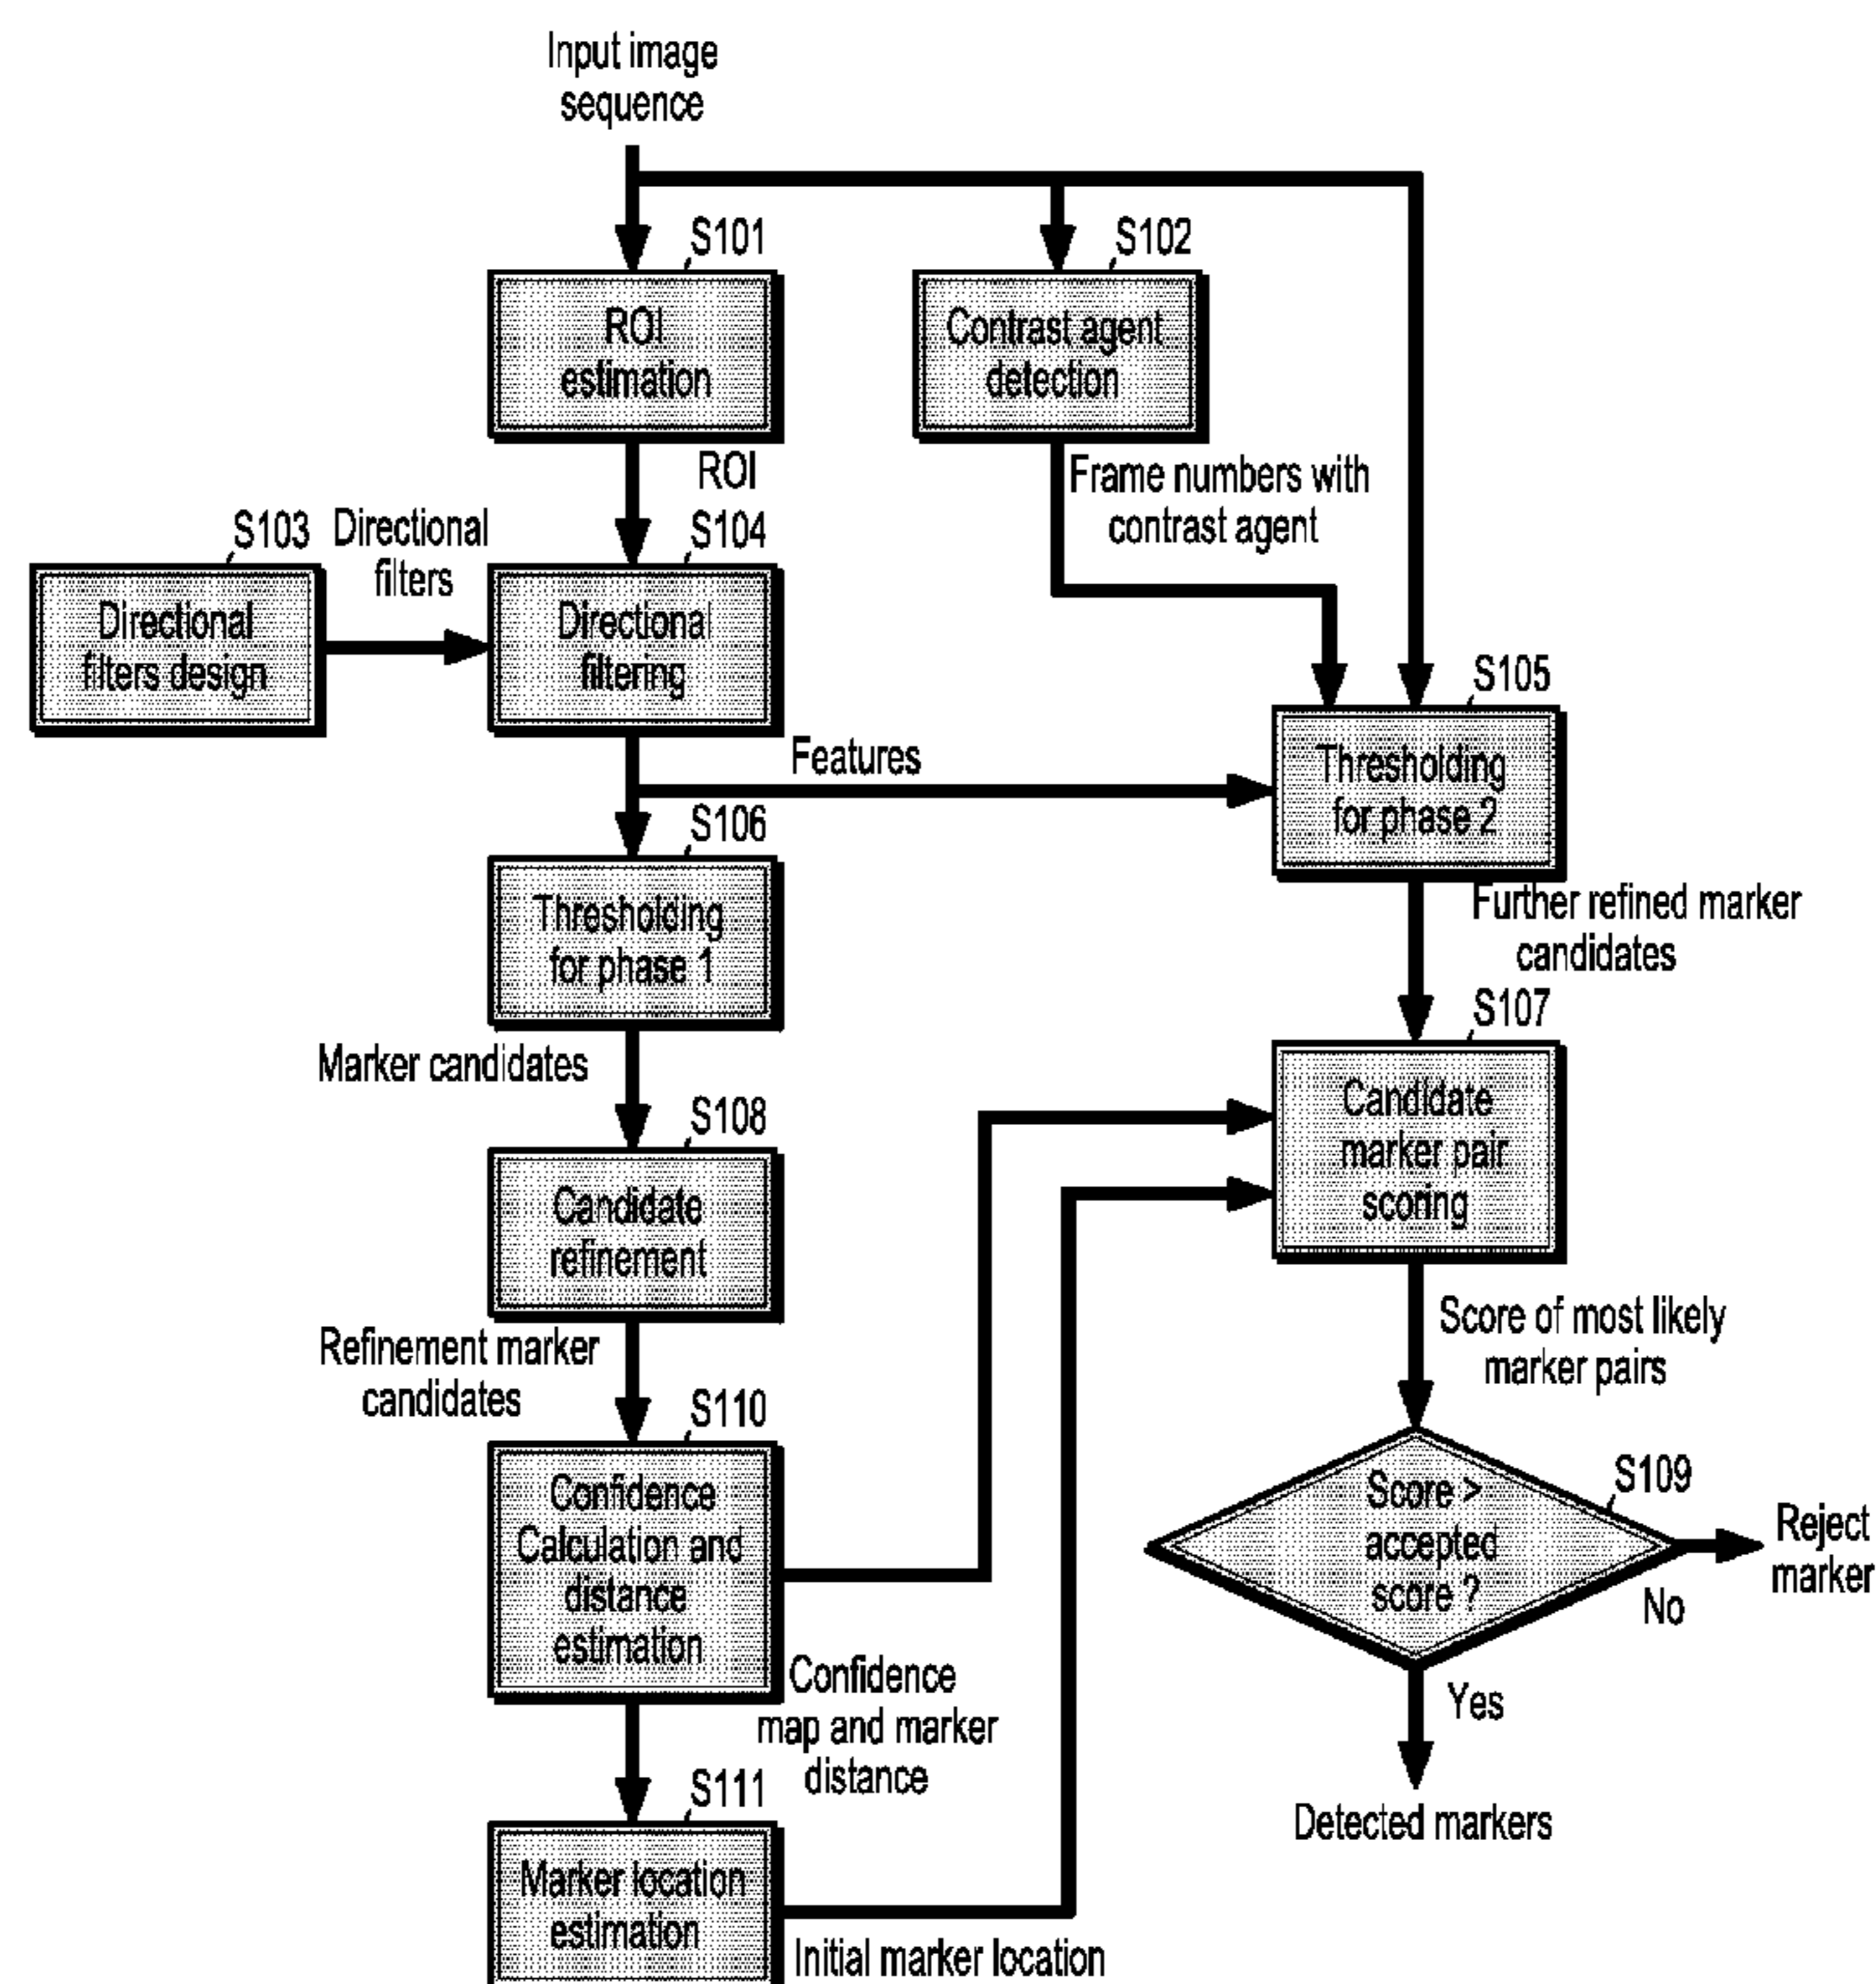 Input image
sequence
S101
S102
ROI
estimation
Contrast agent
detection
ROI
Frame numbers with
contrast agent
S103
Directional
filters
S104
Directional
filters design
Directional
filtering
S105
Features
Thresholding
for phase 2
S106
Thresholding
for phase 1
Further refined marker
candidates
S107
Marker candidates
S108
Candidate
marker pair
scoring
Candidate
refinement
Refinement marker
candidates
Score of most likely
marker pairs
S110
S109
Confidence
Calculation and
distance
estimation
Score >
accepted
score ?
Reject
marker
No
Confidence
map and marker
distance
Yes
S111
Detected markers
Marker location
estimation
Initial marker location